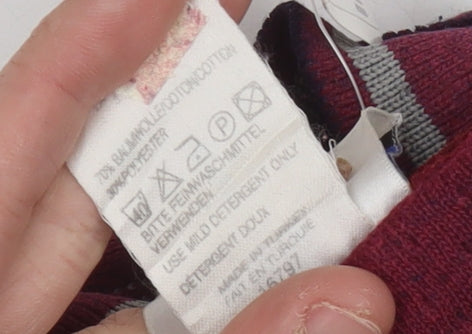 70% BAUMWOLLE/COTON/COTTON
30% POLYESTER
40 P
BITTE FEINWASCHMITTEL
VERWENDEN
USE MILD DETERGENT ONLY
DETERGENT DOUX
MADE IN TURKEY
FAIT EN TURQUIE